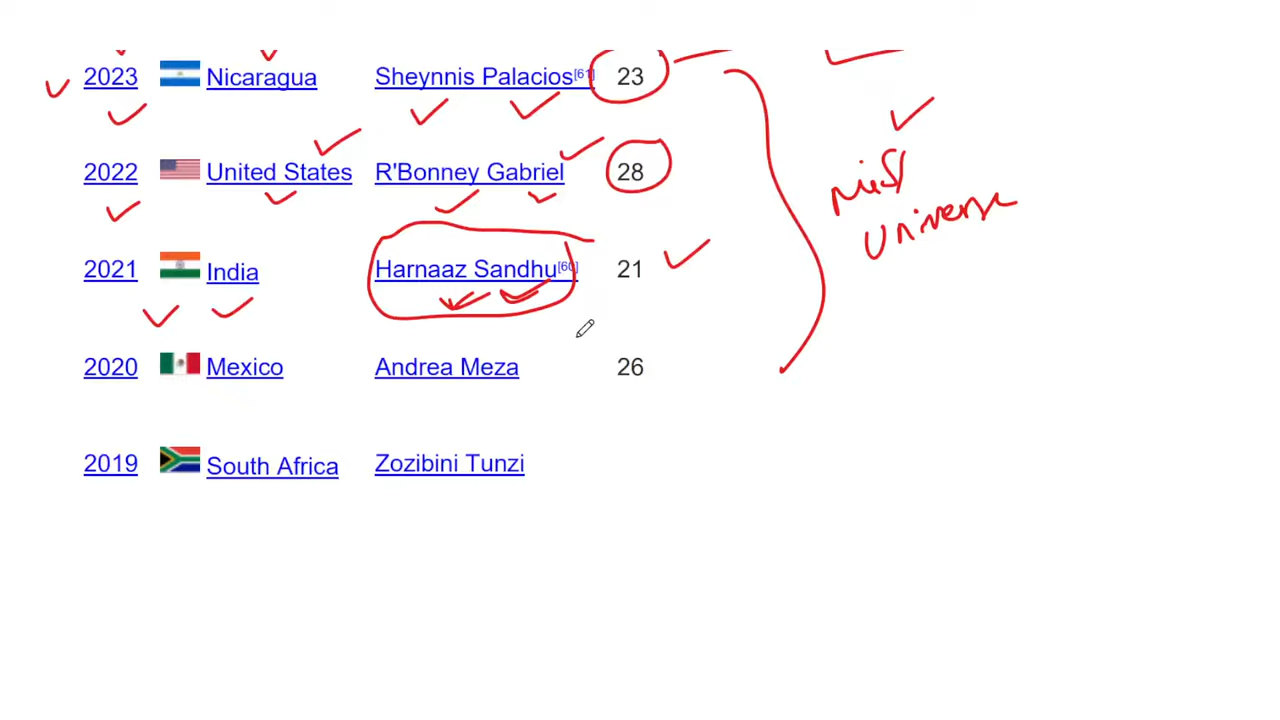 2023 Nicaragua Sheynnis Palacios[61] 23
2022 United States R'Bonney Gabriel 28
2021 India Harnaaz Sandhu[60] 21
2020 Mexico Andrea Meza 26
2019 South Africa Zozibini Tunzi
Miss
Universe